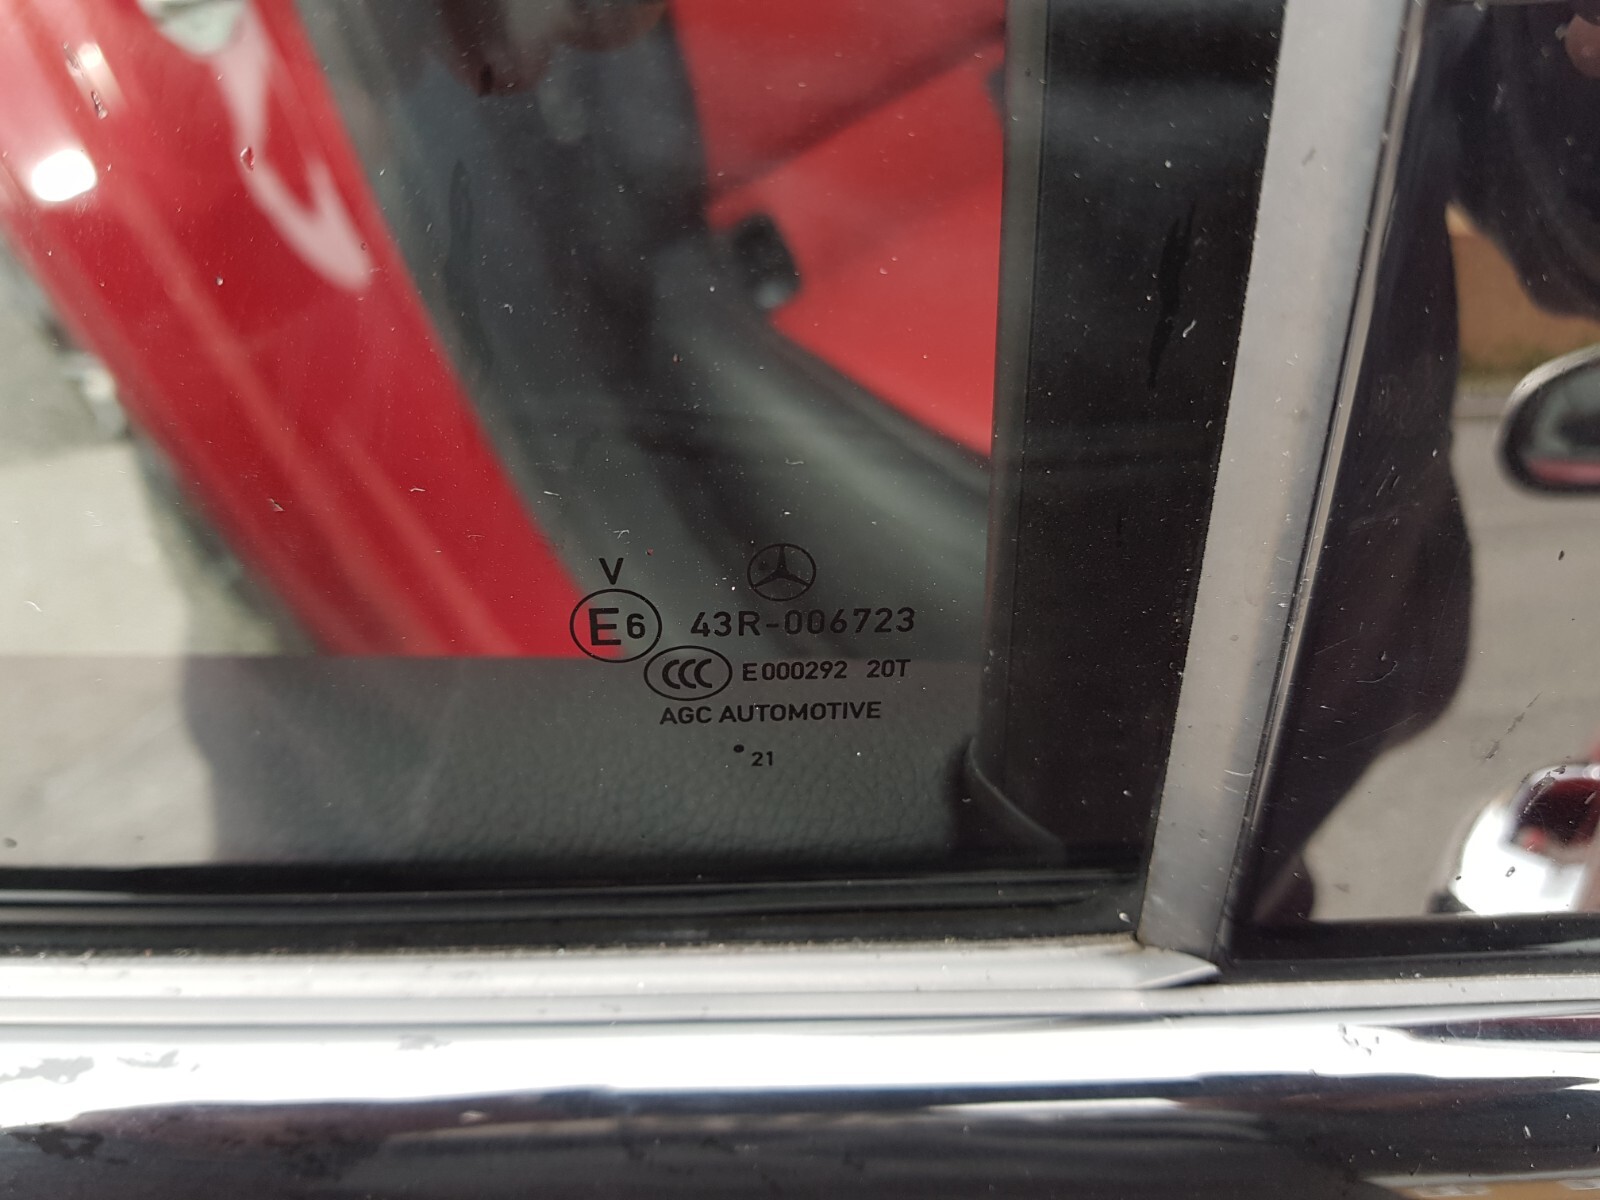 V
E6 43R-006723
CCC E000292 20T
AGC AUTOMOTIVE
•21